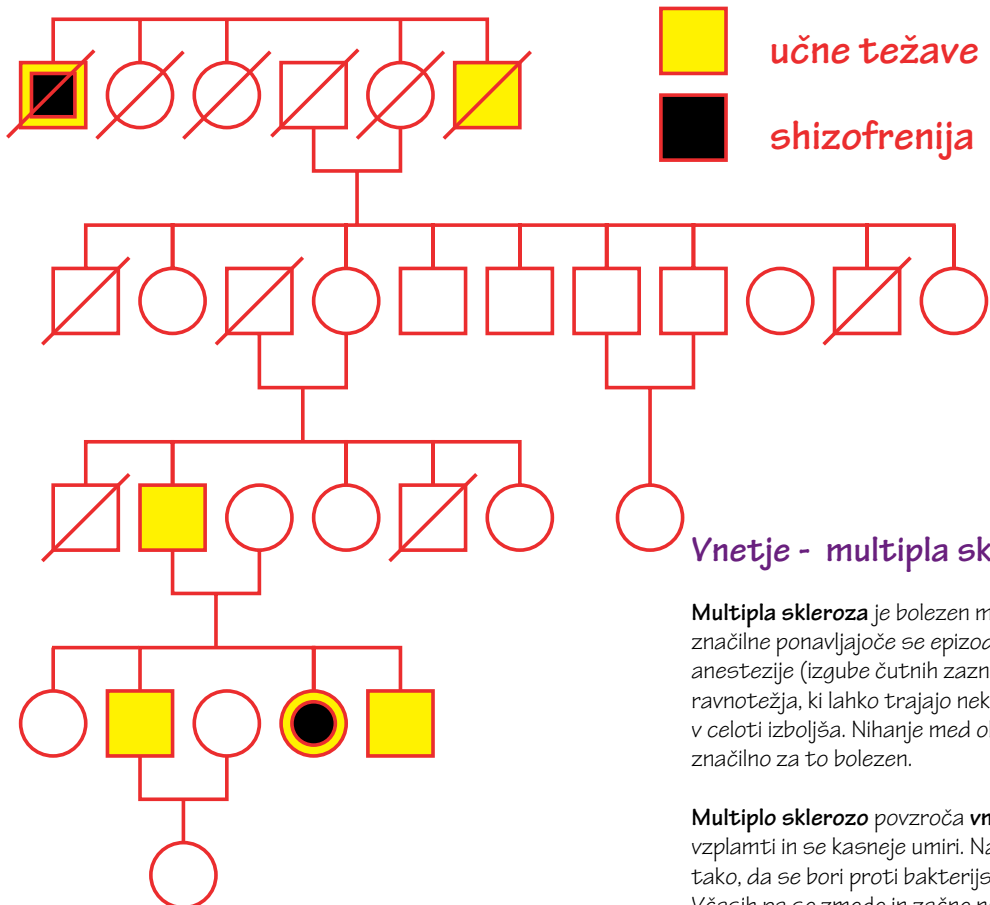 učne težave
shizofrenija
Vnetje - multipla sk
Multipla skleroza je bolezen m
značilne ponavljajoče se epizod
anestezije (izgube čutnih zazn
ravnotežja, ki lahko trajajo nek
v celoti izboljša. Nihanje med o
značilno za to bolezen.
Multiplo sklerozo povzroča vn
vzplamti in se kasneje umiri. Na
tako, da se bori proti bakterijs